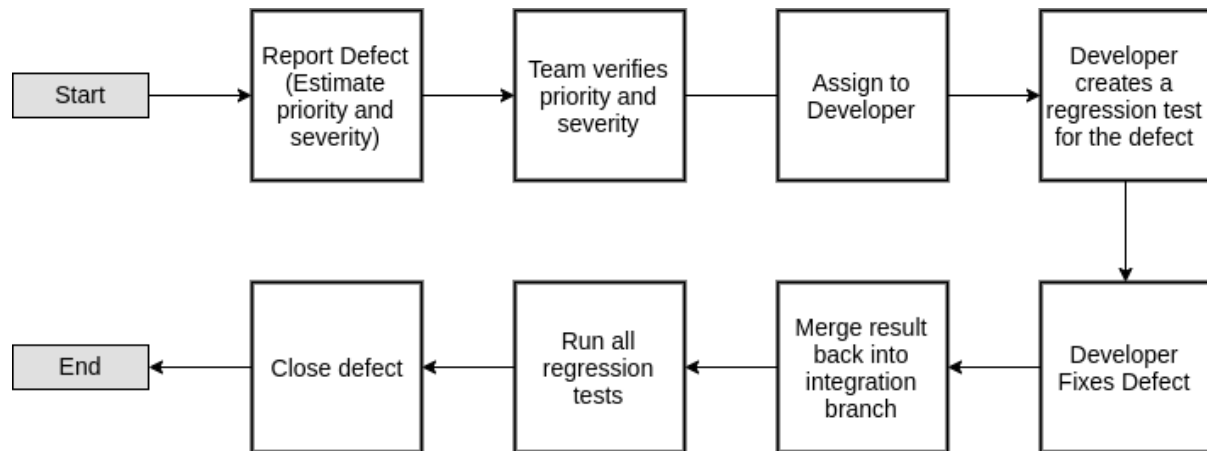 Start
Report Defect
(Estimate
priority and
severity)
Team verifies
priority and
severity
Assign to
Developer
Developer
creates a
regression test
for the defect
Developer
Fixes Defect
Merge result
back into
integration
branch
Run all
regression
tests
Close defect
End